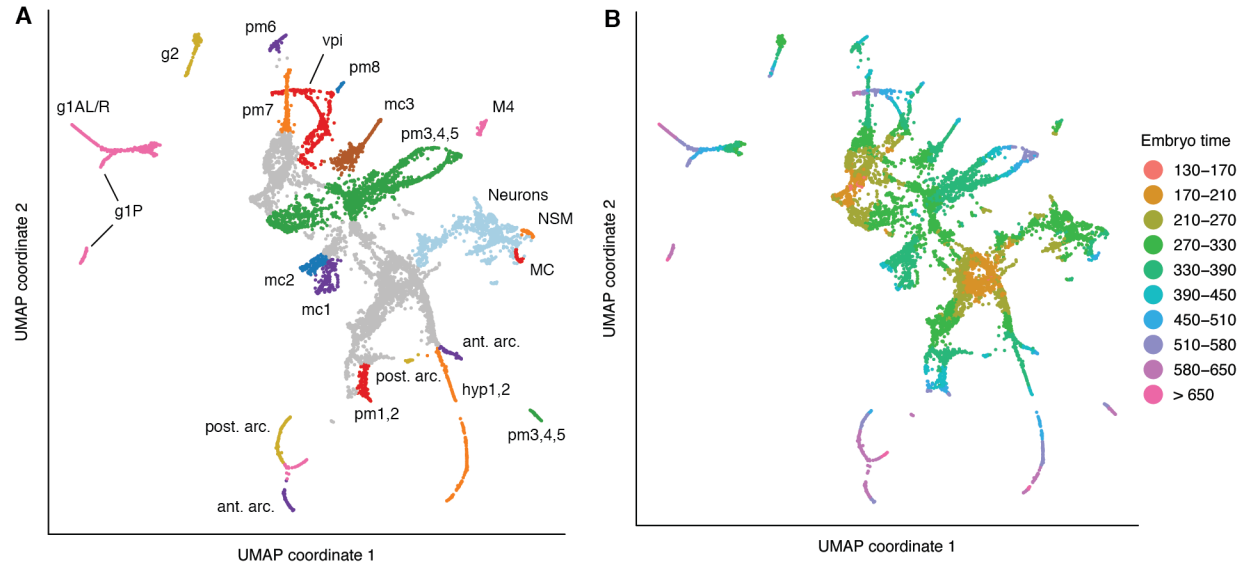 A
pm6
vpi
g2
pm8
g1AL/R
pm7
mc3
M4
pm3,4,5
g1P
Neurons
NSM
MC
mc2
mc1
ant. arc.
post. arc.
hyp1,2
pm1,2
post. arc.
pm3,4,5
ant. arc.
UMAP coordinate 2
UMAP coordinate 1
B
UMAP coordinate 2
UMAP coordinate 1
Embryo time
130–170
170–210
210–270
270–330
330–390
390–450
450–510
510–580
580–650
> 650